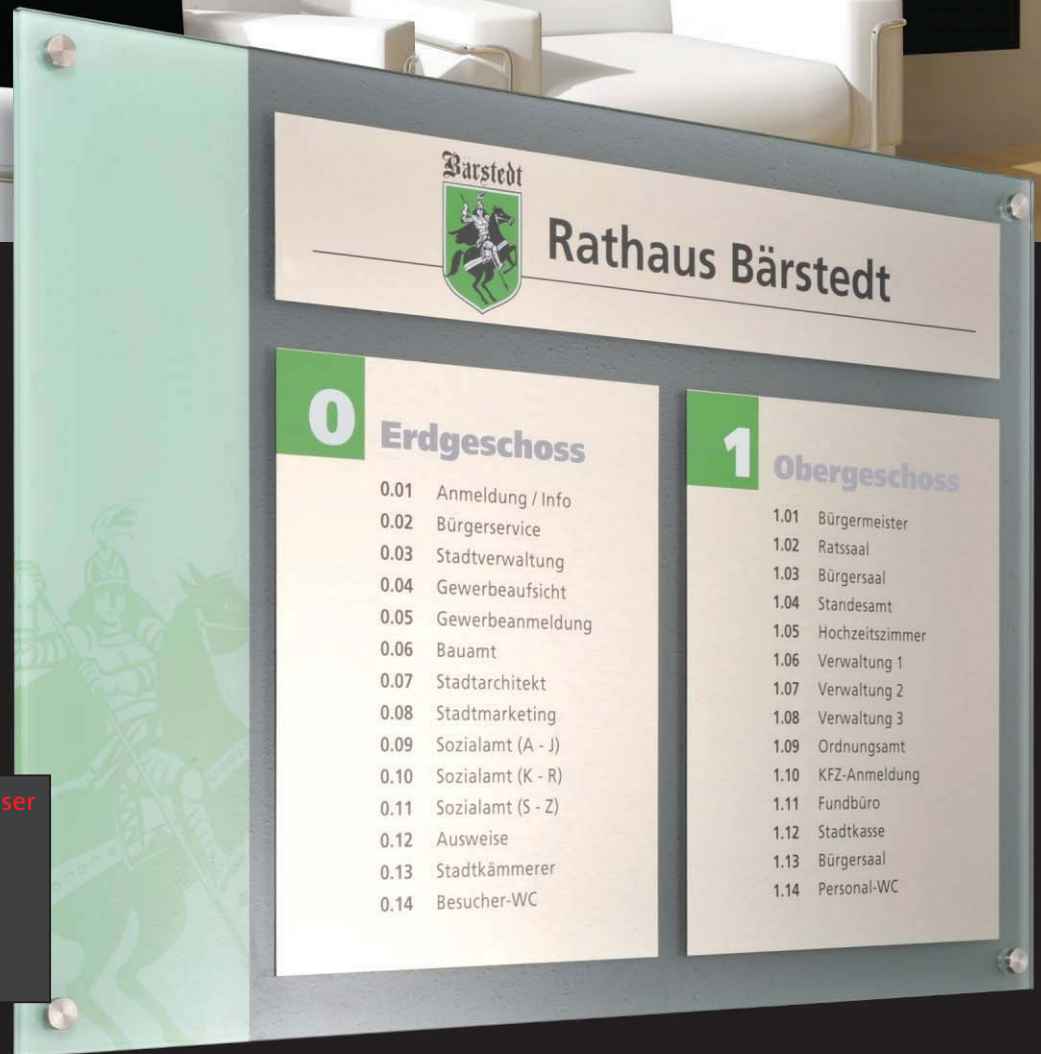 Bärstedt
Rathaus Bärstedt
0
Erdgeschoss
0.01 Anmeldung / Info
0.02 Bürgerservice
0.03 Stadtverwaltung
0.04 Gewerbeaufsicht
0.05 Gewerbeanmeldung
0.06 Bauamt
0.07 Stadtarchitekt
0.08 Stadtmarketing
0.09 Sozialamt (A - J)
0.10 Sozialamt (K - R)
0.11 Sozialamt (S - Z)
0.12 Ausweise
0.13 Stadtkämmerer
0.14 Besucher-WC
1
Obergeschoss
1.01 Bürgermeister
1.02 Ratssaal
1.03 Bürgersaal
1.04 Standesamt
1.05 Hochzeitszimmer
1.06 Verwaltung 1
1.07 Verwaltung 2
1.08 Verwaltung 3
1.09 Ordnungsamt
1.10 KFZ-Anmeldung
1.11 Fundbüro
1.12 Stadtkasse
1.13 Bürgersaal
1.14 Personal-WC
ser